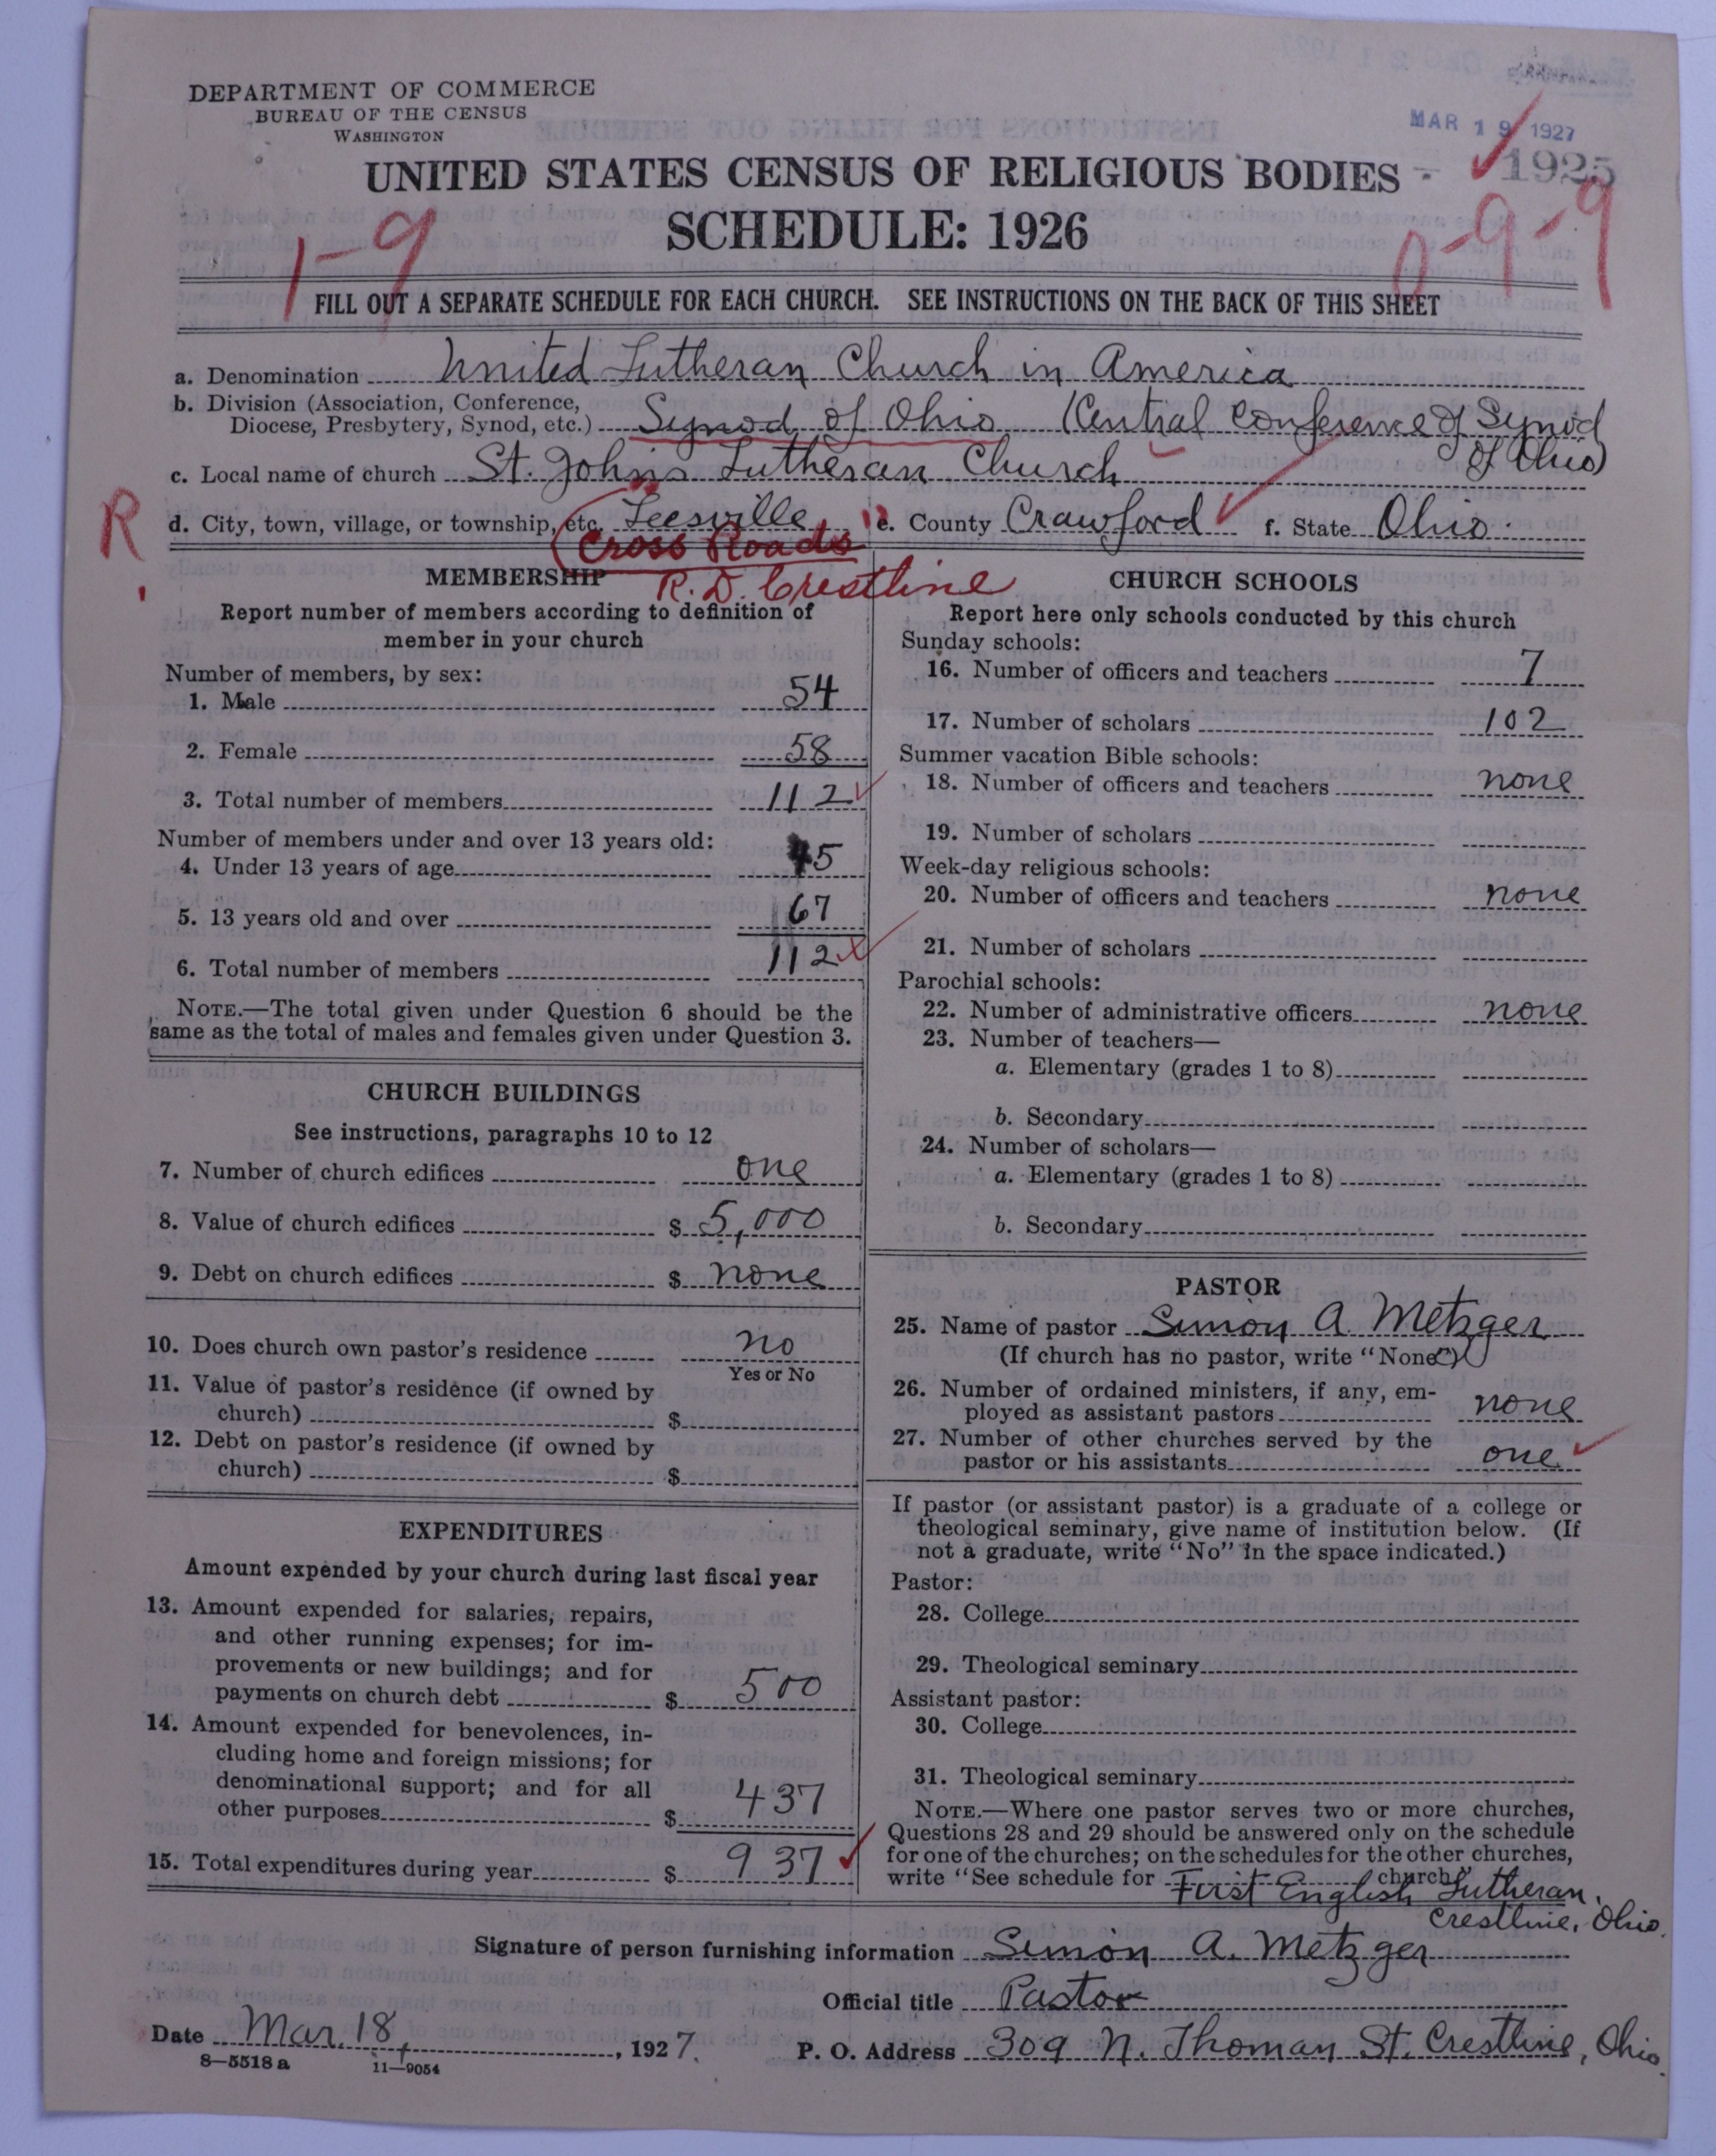 DEPARTMENT OF COMMERCE
BUREAU OF THE CENSUS
WASHINGTON
MAR 19 1927
1925
UNITED STATES CENSUS OF RELIGIOUS BODIES
SCHEDULE: 1926
1-9
0-9-9
FILL OUT A SEPARATE SCHEDULE FOR EACH CHURCH. SEE INSTRUCTIONS ON THE BACK OF THIS SHEET
a. Denomination United Lutheran Church in America
b. Division (Association, Conference,
Diocese, Presbytery, Synod, etc.) Synod of Ohio (Central Conference of Synod
of Ohio)
c. Local name of church St. Johns Lutheran Church
R
d. City, town, village, or township, etc. Leesville e. County Crawford f. State Ohio.
Cross Roads
R.D. Crestline
MEMBERSHIP
Report number of members according to definition of
member in your church
Number of members, by sex:
1. Male 54
2. Female 58
3. Total number of members 112
Number of members under and over 13 years old:
4. Under 13 years of age 45
5. 13 years old and over 67
6. Total number of members 112
NOTE.—The total given under Question 6 should be the
same as the total of males and females given under Question 3.
CHURCH BUILDINGS
See instructions, paragraphs 10 to 12
7. Number of church edifices one
8. Value of church edifices $ 5,000
9. Debt on church edifices $ none
10. Does church own pastor's residence no
Yes or No
11. Value of pastor's residence (if owned by
church) $
12. Debt on pastor's residence (if owned by
church) $
EXPENDITURES
Amount expended by your church during last fiscal year
13. Amount expended for salaries, repairs,
and other running expenses; for im-
provements or new buildings; and for
payments on church debt $ 500
14. Amount expended for benevolences, in-
cluding home and foreign missions; for
denominational support; and for all
other purposes $ 437
15. Total expenditures during year $ 937
CHURCH SCHOOLS
Report here only schools conducted by this church
Sunday schools:
16. Number of officers and teachers 7
17. Number of scholars 102
Summer vacation Bible schools:
18. Number of officers and teachers none
19. Number of scholars
Week-day religious schools:
20. Number of officers and teachers none
21. Number of scholars
Parochial schools:
22. Number of administrative officers none
23. Number of teachers—
a. Elementary (grades 1 to 8)
b. Secondary
24. Number of scholars—
a. Elementary (grades 1 to 8)
b. Secondary
PASTOR
25. Name of pastor Simon A. Metzger
(If church has no pastor, write "None")
26. Number of ordained ministers, if any, em-
ployed as assistant pastors none
27. Number of other churches served by the
pastor or his assistants one
If pastor (or assistant pastor) is a graduate of a college or
theological seminary, give name of institution below. (If
not a graduate, write "No" in the space indicated.)
Pastor:
28. College
29. Theological seminary
Assistant pastor:
30. College
31. Theological seminary
NOTE.—Where one pastor serves two or more churches,
Questions 28 and 29 should be answered only on the schedule
for one of the churches; on the schedules for the other churches,
write "See schedule for church."
First English Lutheran,
Crestline, Ohio.
Signature of person furnishing information Simon A. Metzger
Official title Pastor
Date Mar. 18, 1927.
P. O. Address 309 N. Thoman St. Crestline, Ohio.
8-5518 a 11-9054